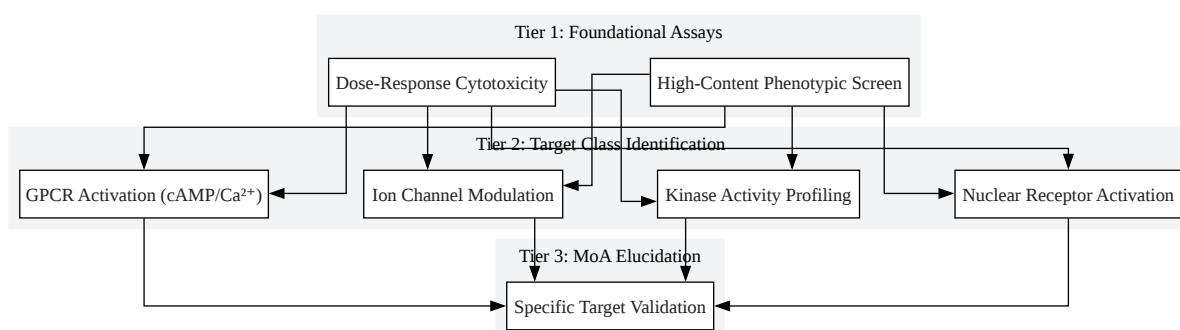 Tier 1: Foundational Assays
Dose-Response Cytotoxicity
High-Content Phenotypic Screen
Tier 2: Target Class Identification
GPCR Activation (cAMP/Ca²⁺)
Ion Channel Modulation
Kinase Activity Profiling
Nuclear Receptor Activation
Tier 3: MoA Elucidation
Specific Target Validation